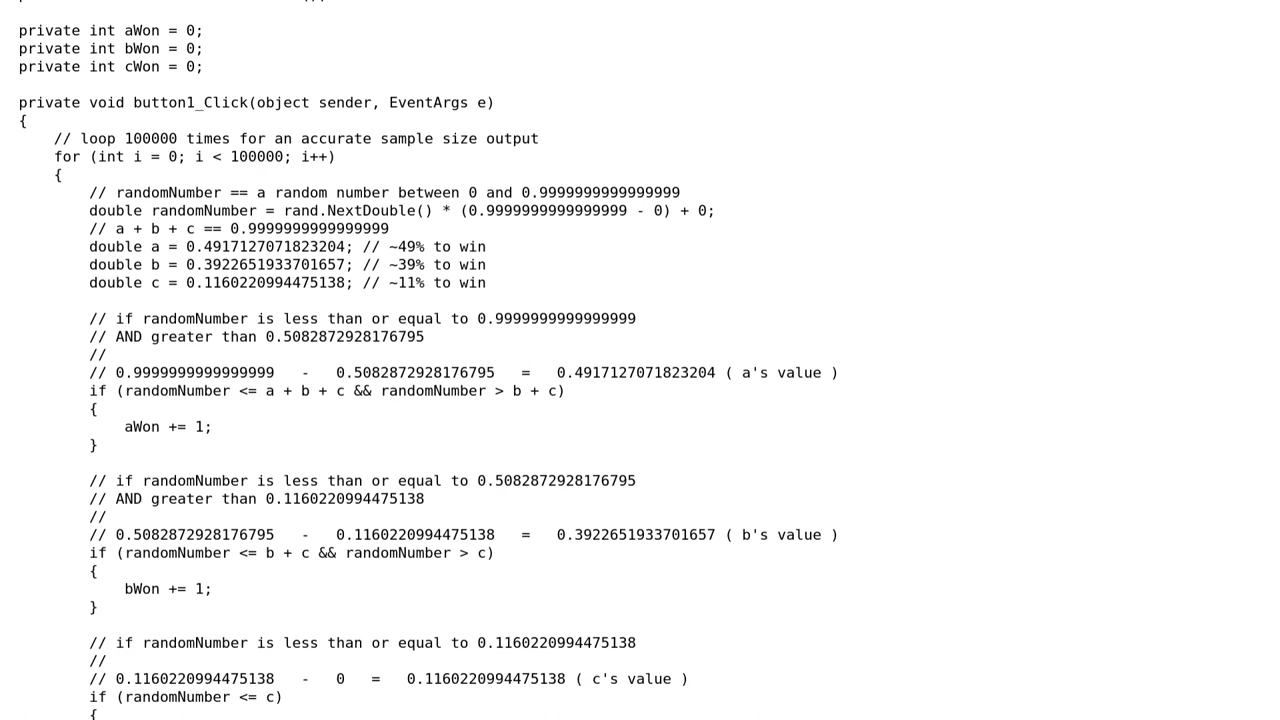 private int aWon = 0;
private int bWon = 0;
private int cWon = 0;
private void button1_Click(object sender, EventArgs e)
{
// loop 100000 times for an accurate sample size output
for (int i = 0; i < 100000; i++)
{
// randomNumber == a random number between 0 and 0.9999999999999999
double randomNumber = rand.NextDouble() * (0.9999999999999999 - 0) + 0;
// a + b + c == 0.9999999999999999
double a = 0.4917127071823204; // ~49% to win
double b = 0.3922651933701657; // ~39% to win
double c = 0.1160220994475138; // ~11% to win
// if randomNumber is less than or equal to 0.9999999999999999
// AND greater than 0.5082872928176795
//
// 0.9999999999999999   -   0.5082872928176795   =   0.4917127071823204 ( a's value )
if (randomNumber <= a + b + c && randomNumber > b + c)
{
aWon += 1;
}
// if randomNumber is less than or equal to 0.5082872928176795
// AND greater than 0.1160220994475138
//
// 0.5082872928176795   -   0.1160220994475138   =   0.3922651933701657 ( b's value )
if (randomNumber <= b + c && randomNumber > c)
{
bWon += 1;
}
// if randomNumber is less than or equal to 0.1160220994475138
//
// 0.1160220994475138   -   0   =   0.1160220994475138 ( c's value )
if (randomNumber <= c)
{